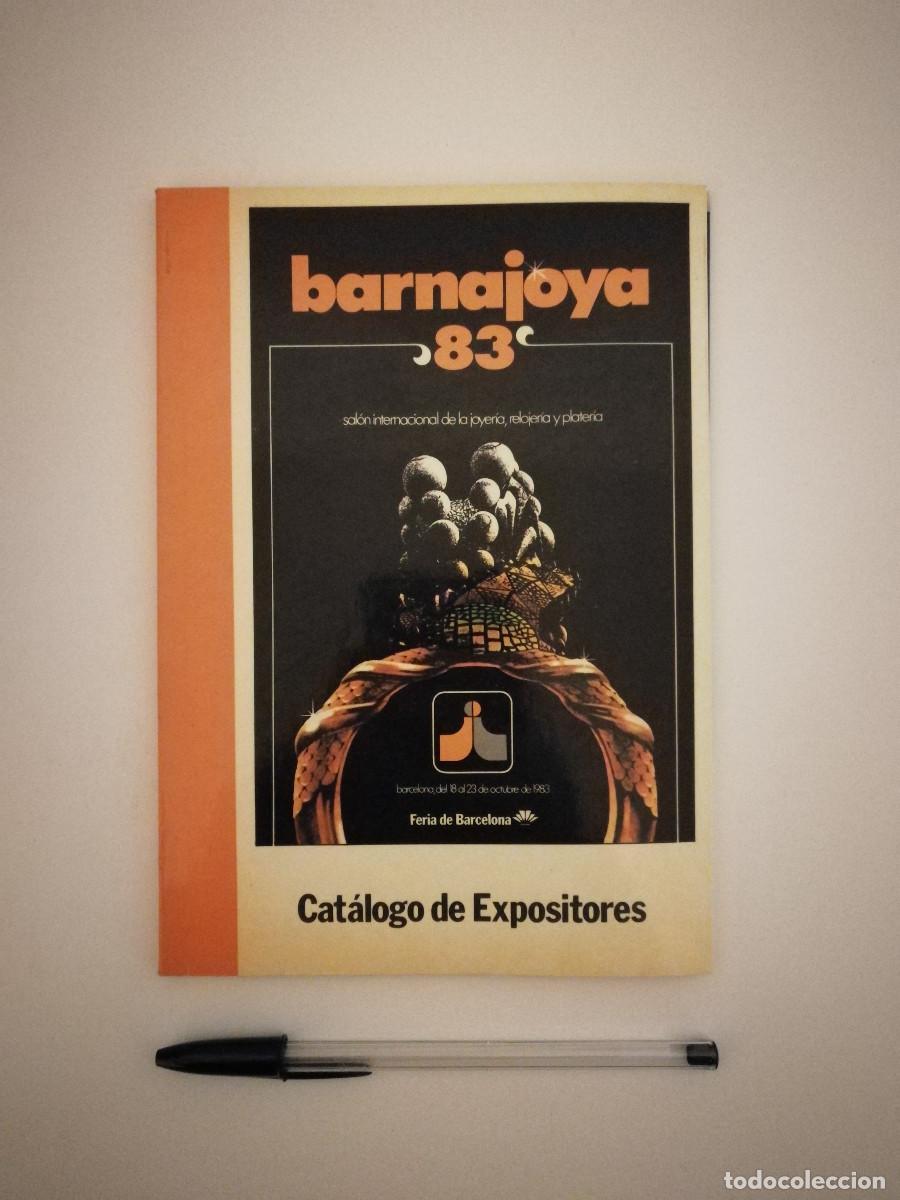 barnajoya
83
salón internacional de la joyería, relojería y platería
barcelona, del 18 al 23 de octubre de 1983
Feria de Barcelona
Catálogo de Expositores
todocoleccion